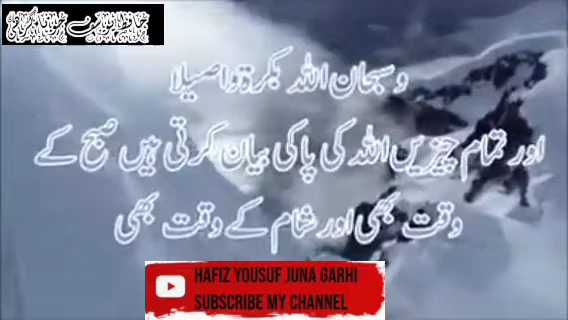 وسبحان اللہ بکرۃ واصیلا
اور تمام چیزیں اللہ کی پاکی بیان کرتی ہیں صبح کے
وقت بھی اور شام کے وقت بھی
HAFIZ YOUSUF JUNA GARHI
SUBSCRIBE MY CHANNEL